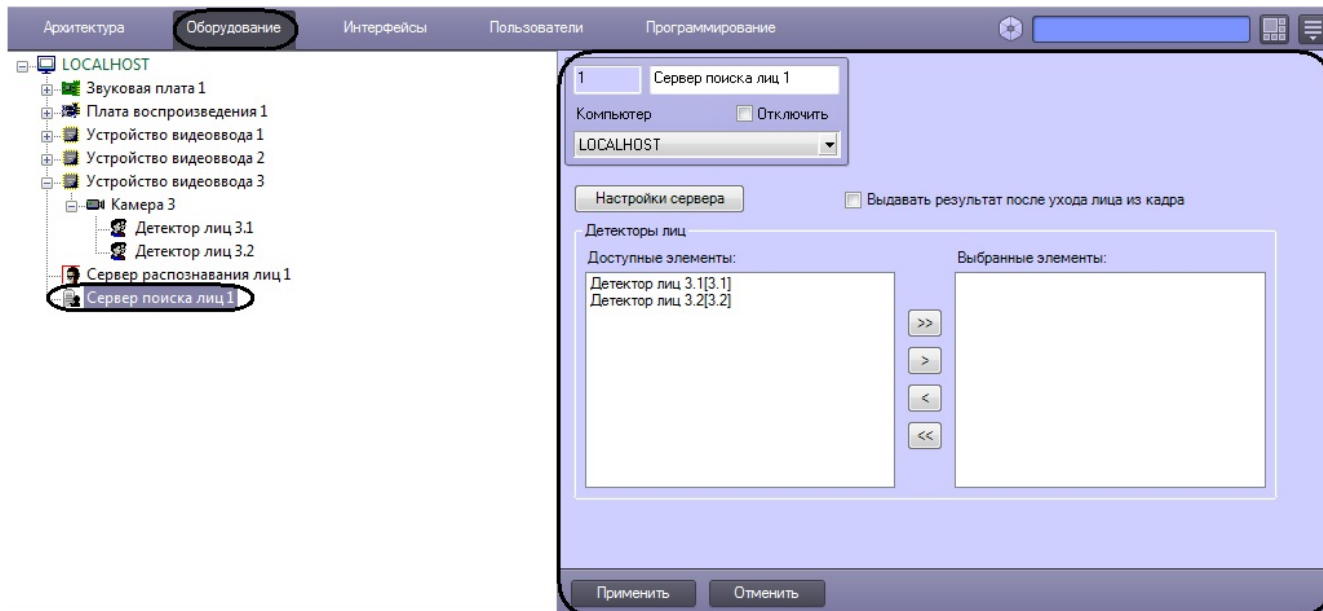 Архитектура Оборудование Интерфейсы Пользователи Программирование
LOCALHOST
Звуковая плата 1
Плата воспроизведения 1
Устройство видеоввода 1
Устройство видеоввода 2
Устройство видеоввода 3
Камера 3
Детектор лиц 3.1
Детектор лиц 3.2
Сервер распознавания лиц 1
Сервер поиска лиц 1
1 Сервер поиска лиц 1
Компьютер Отключить
LOCALHOST
Настройки сервера Выдавать результат после ухода лица из кадра
Детекторы лиц
Доступные элементы: Выбранные элементы:
Детектор лиц 3.1[3.1]
Детектор лиц 3.2[3.2]
>>
>
<
<<
Применить Отменить